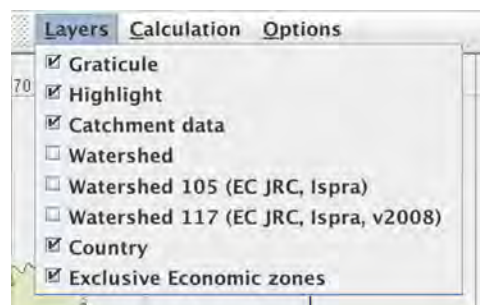 Layers Calculation Options
Graticule
70
Highlight
Catchment data
Watershed
Watershed 105 (EC JRC, Ispra)
Watershed 117 (EC JRC, Ispra, v2008)
Country
Exclusive Economic zones